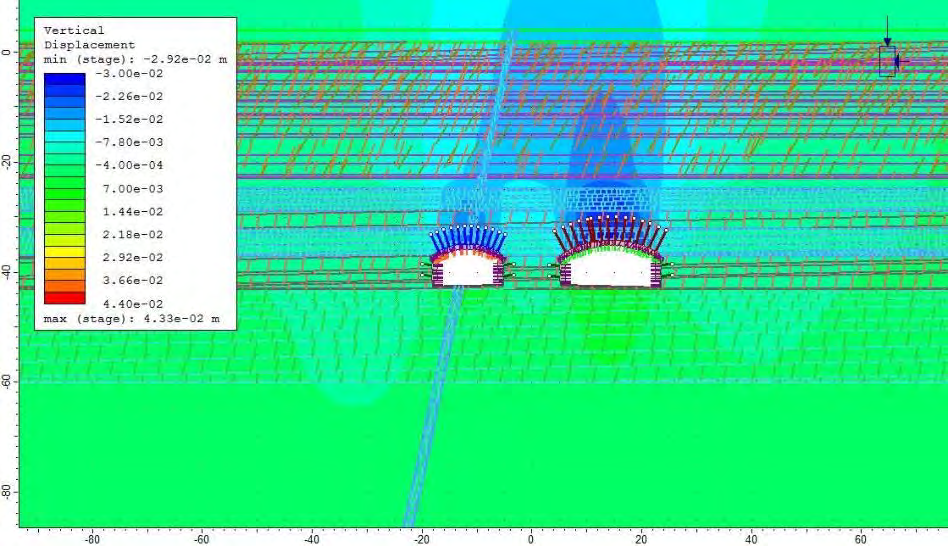 Vertical
Displacement
min (stage): -2.92e-02 m
-3.00e-02
-2.26e-02
-1.52e-02
-7.80e-03
-4.00e-04
7.00e-03
1.44e-02
2.18e-02
2.92e-02
3.66e-02
4.40e-02
max (stage): 4.33e-02 m
0
-20
-40
-60
-80
-80 -60 -40 -20 0 20 40 60